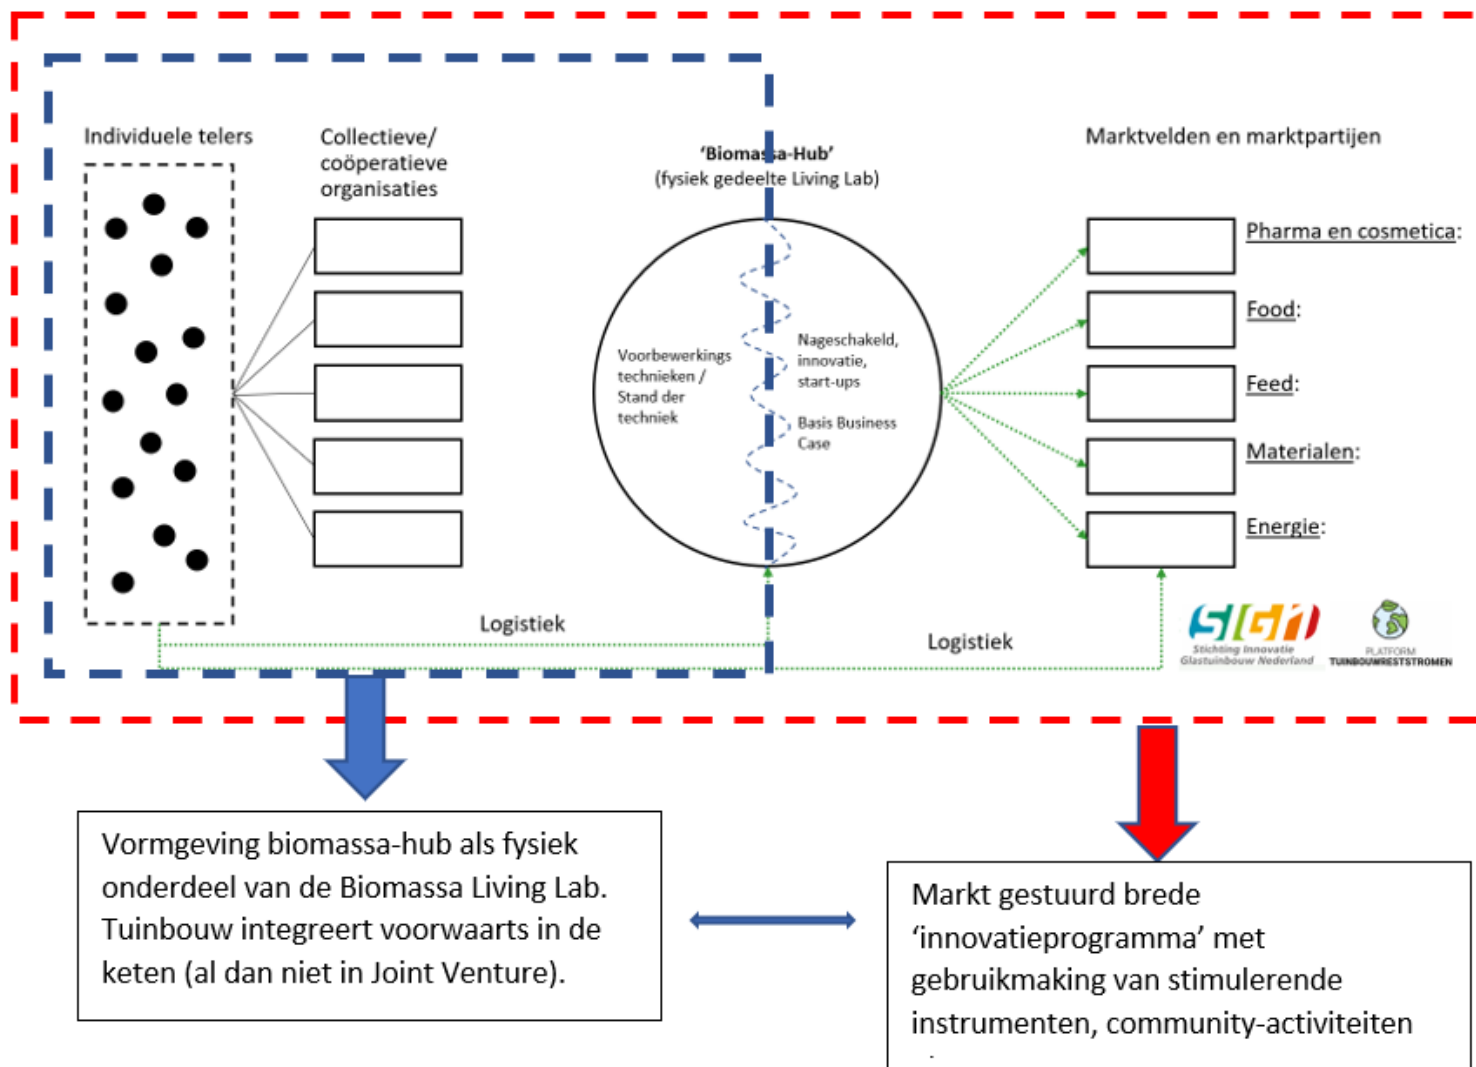 Individuele telers
Collectieve/
coöperatieve
organisaties
'Biomassa-Hub'
(fysiek gedeelte Living Lab)
Marktvelden en marktpartijen
Voorbewerkings
technieken /
Stand der
techniek
Nageschakeld,
innovatie,
start-ups
Basis Business
Case
Pharma en cosmetica:
Food:
Feed:
Materialen:
Energie:
Logistiek
Logistiek
SIGN
Stichting Innovatie
Glastuinbouw Nederland
PLATFORM
TUINBOUWRESTSTROMEN
Vormgeving biomassa-hub als fysiek
onderdeel van de Biomassa Living Lab.
Tuinbouw integreert voorwaarts in de
keten (al dan niet in Joint Venture).
Markt gestuurd brede
‘innovatieprogramma’ met
gebruikmaking van stimulerende
instrumenten, community-activiteiten